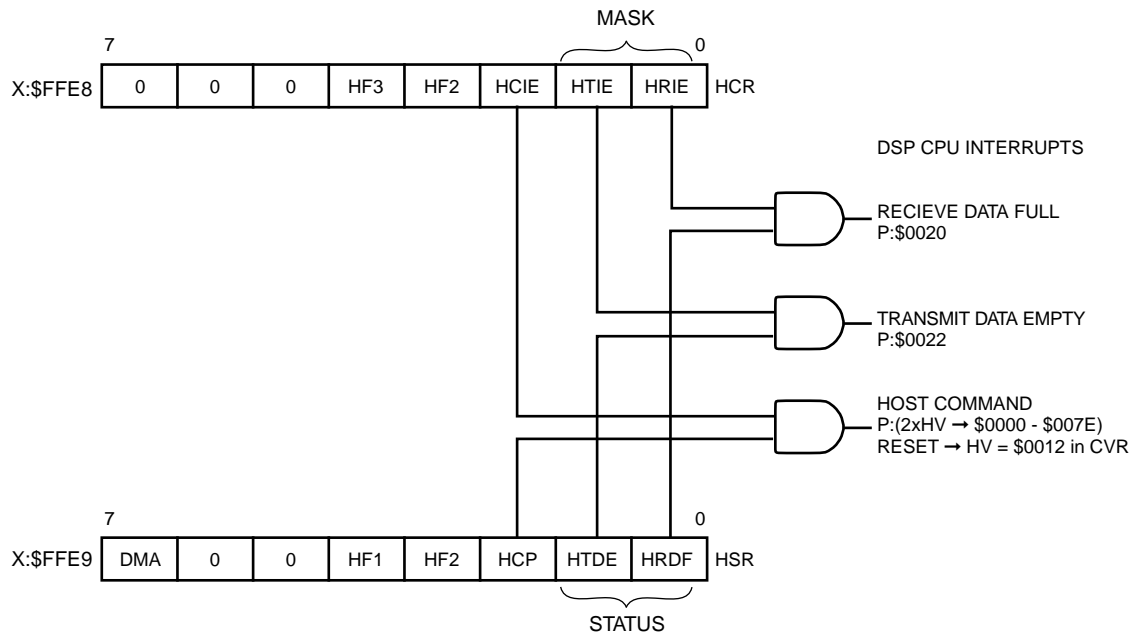 MASK
7 0
X:$FFE8 0 0 0 HF3 HF2 HCIE HTIE HRIE HCR
DSP CPU INTERRUPTS
RECIEVE DATA FULL
P:$0020
TRANSMIT DATA EMPTY
P:$0022
HOST COMMAND
P:(2xHV → $0000 - $007E)
RESET → HV = $0012 in CVR
7 0
X:$FFE9 DMA 0 0 HF1 HF2 HCP HTDE HRDF HSR
STATUS